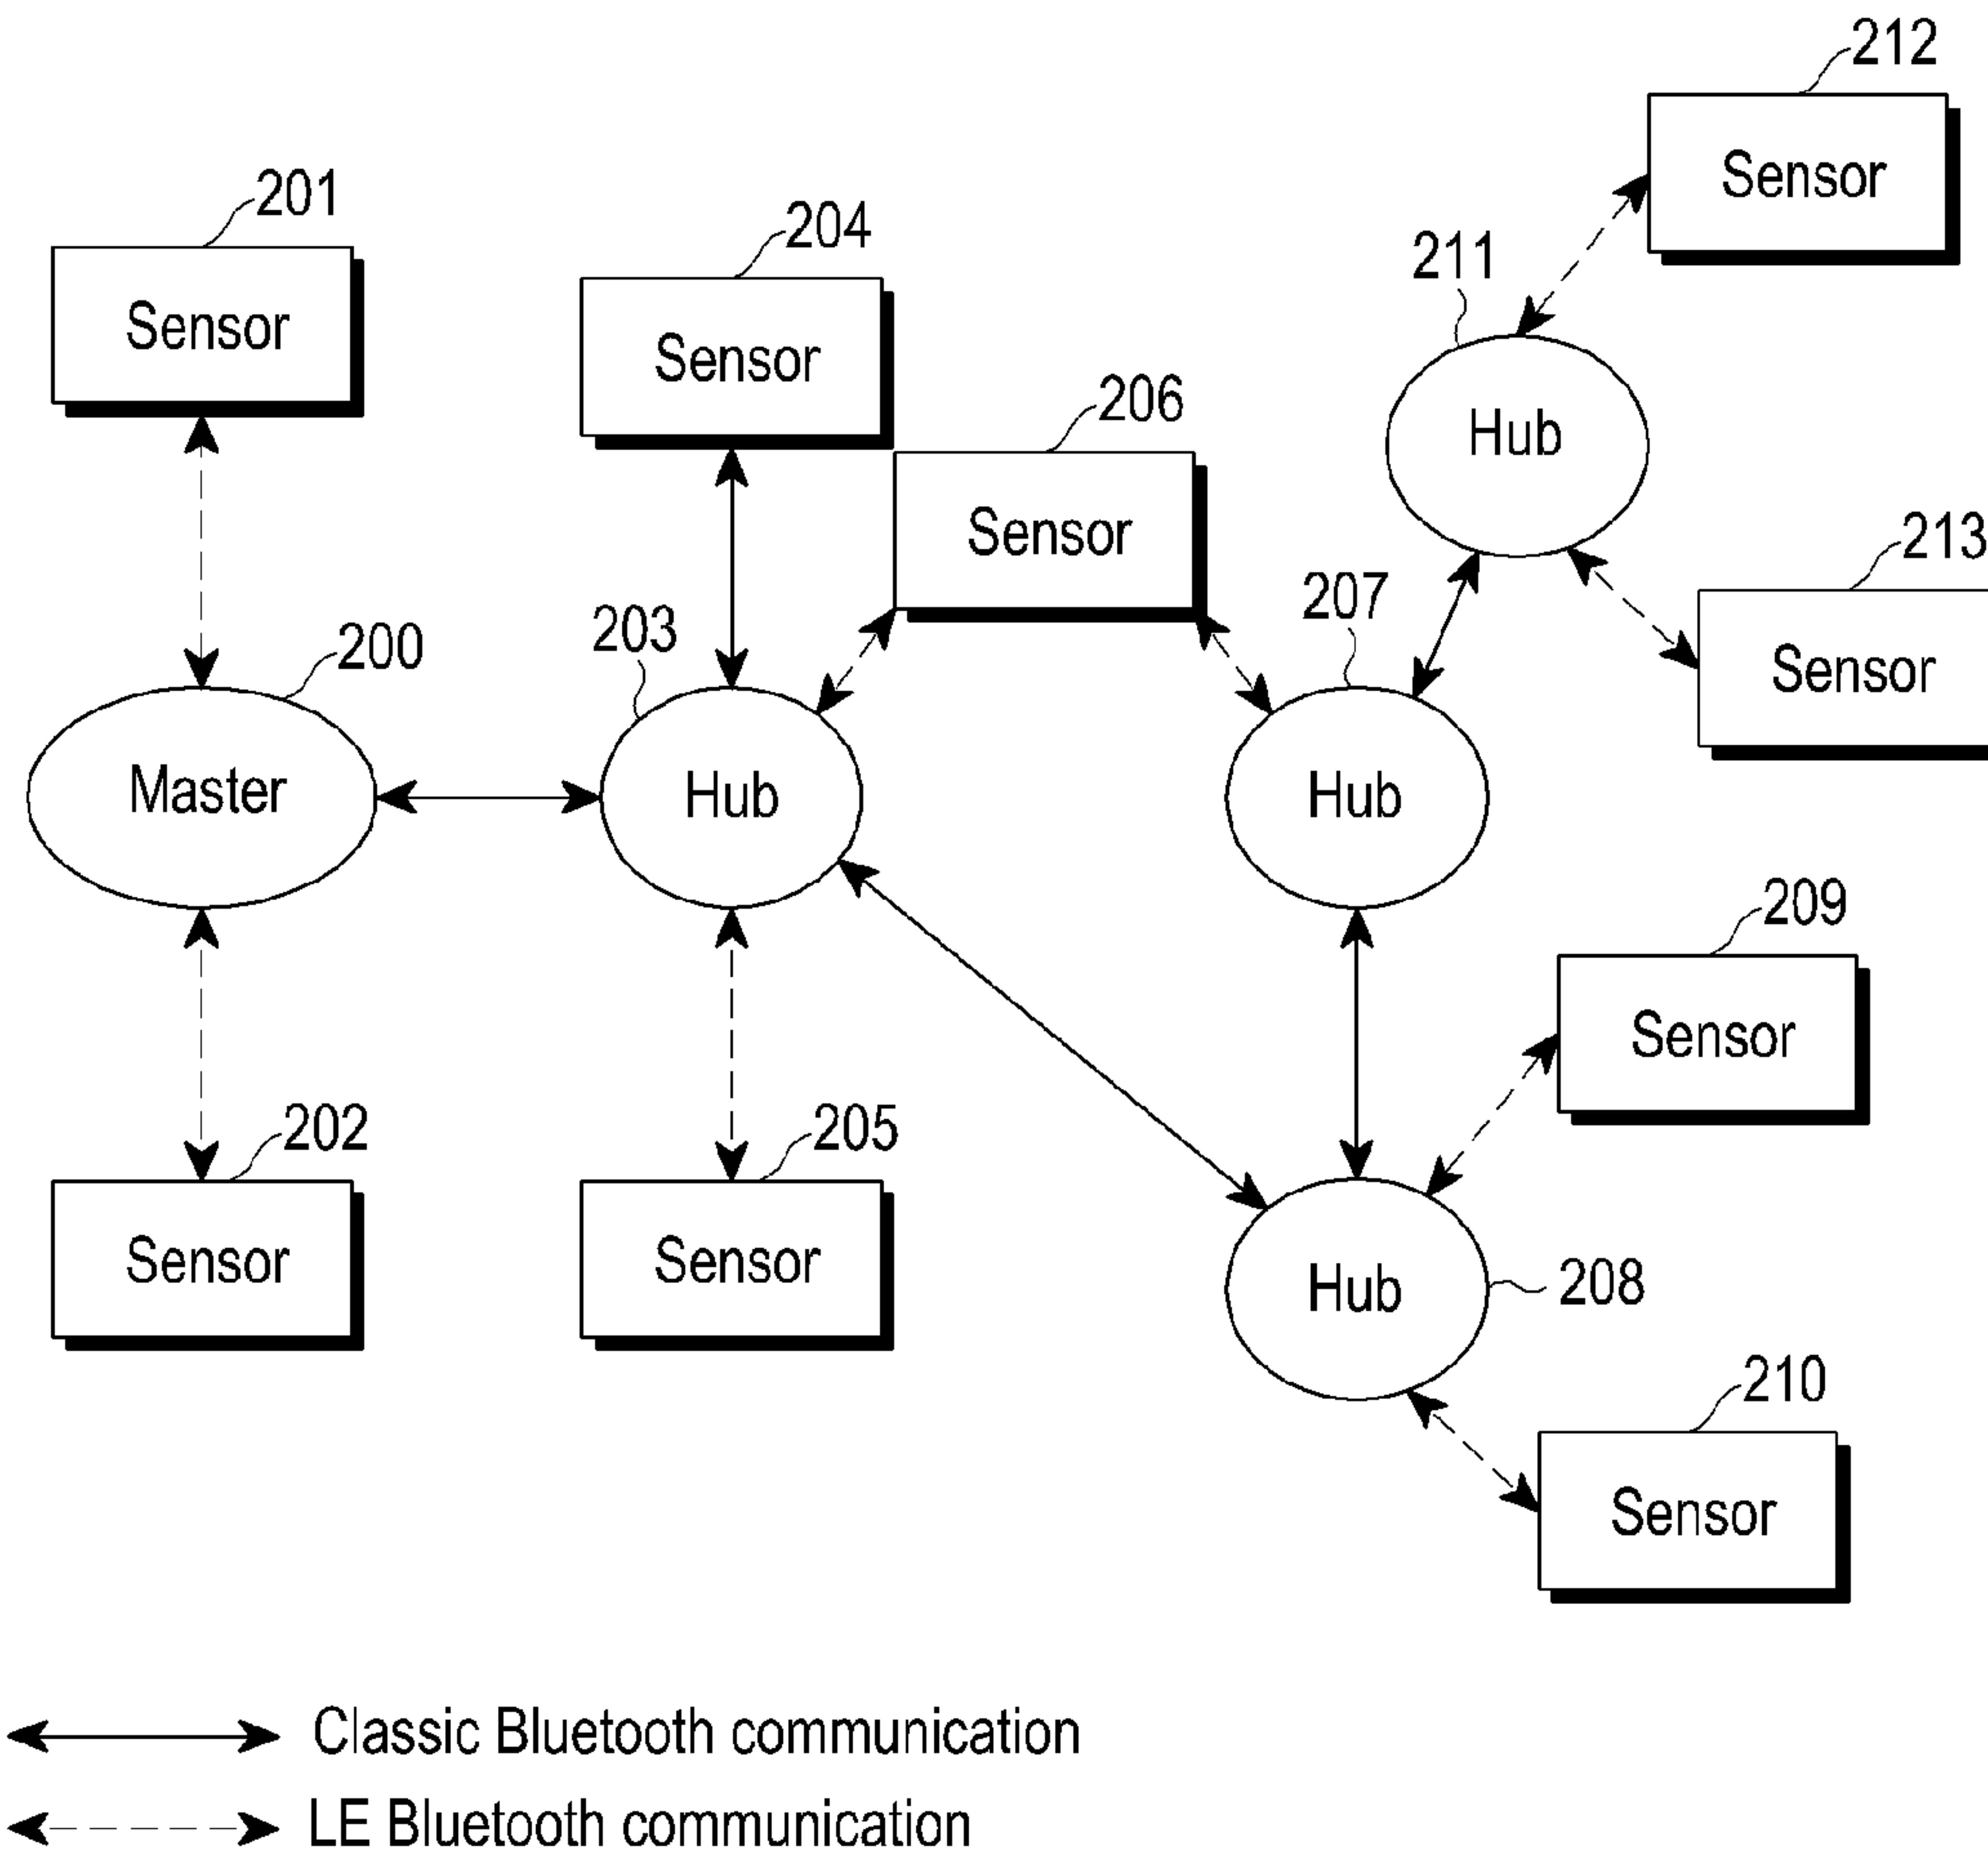 212
Sensor
201
Sensor
204
Sensor
211
Hub
206
Sensor
213
Sensor
207
Hub
203
Hub
200
Master
209
Sensor
202
Sensor
205
Sensor
208
Hub
210
Sensor
Classic Bluetooth communication
LE Bluetooth communication